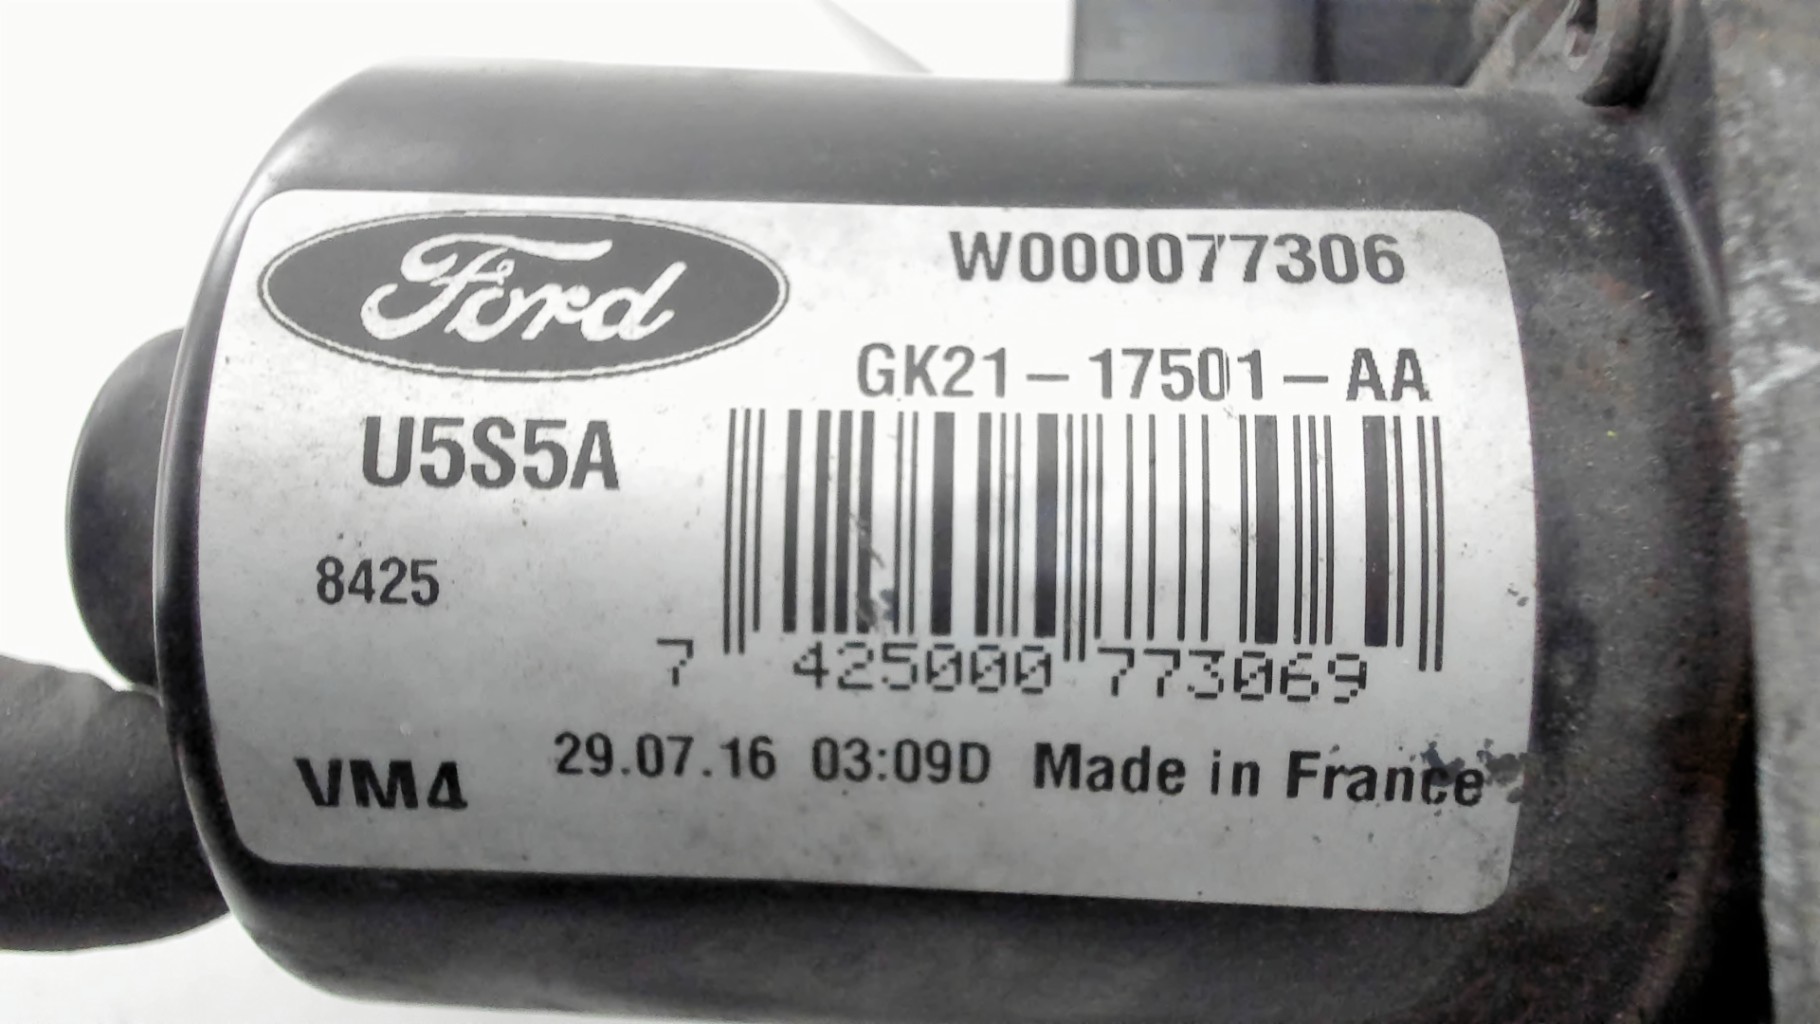 Ford
W000077306
GK21-17501-AA
U5S5A
8425
7 425000 773069
VM4
29.07.16 03:09D Made in France